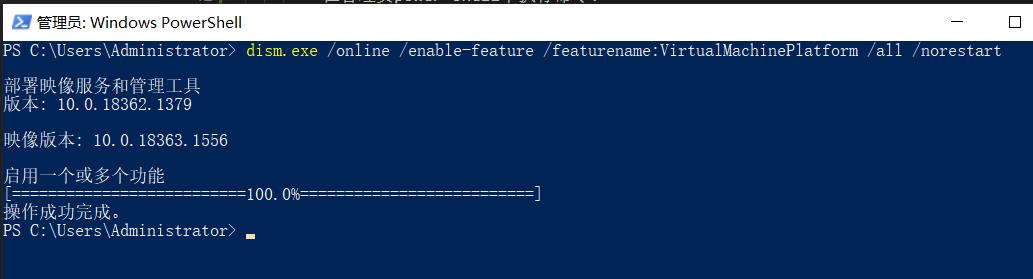 管理员: Windows PowerShell
PS C:\Users\Administrator> dism.exe /online /enable-feature /featurename:VirtualMachinePlatform /all /norestart
部署映像服务和管理工具
版本: 10.0.18362.1379
映像版本: 10.0.18363.1556
启用一个或多个功能
[==========================100.0%==========================]
操作成功完成。
PS C:\Users\Administrator>